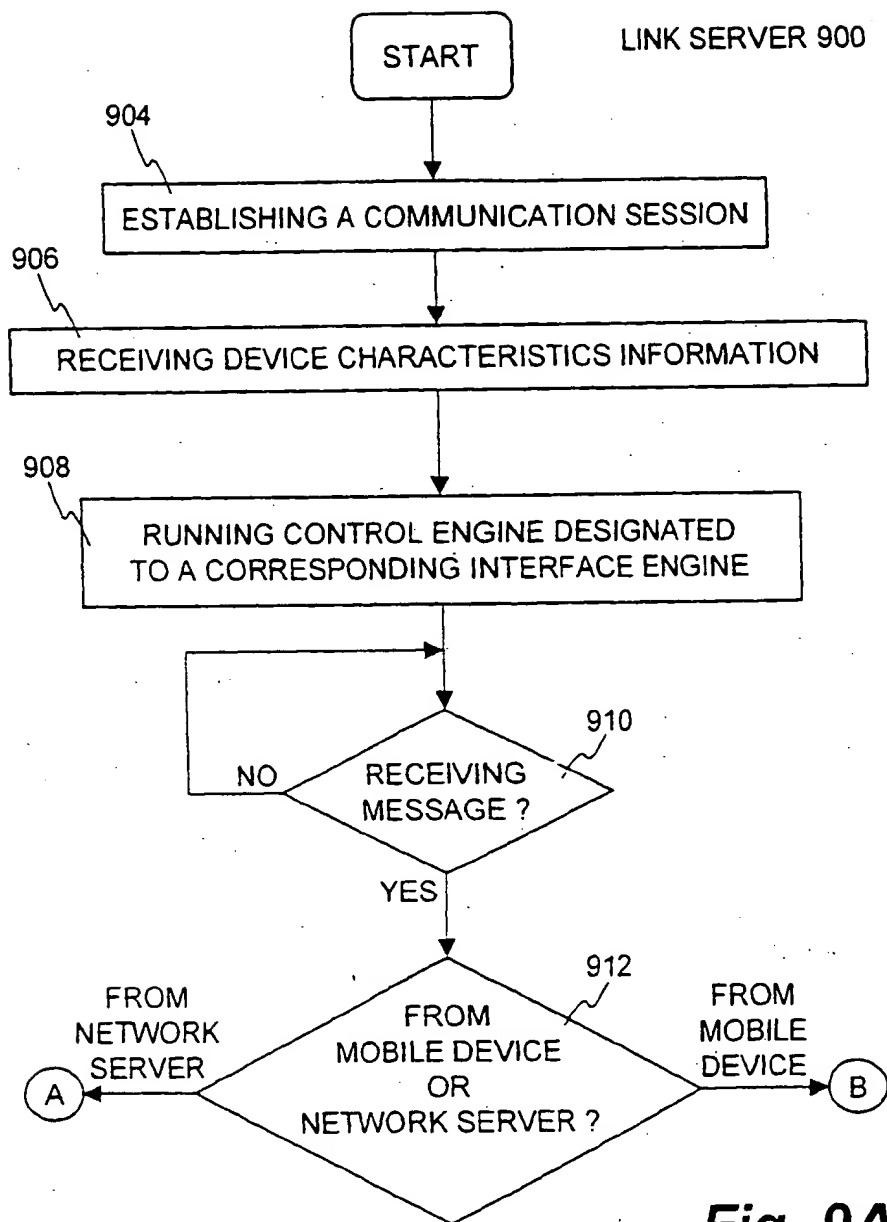 START
LINK SERVER 900
904
ESTABLISHING A COMMUNICATION SESSION
906
RECEIVING DEVICE CHARACTERISTICS INFORMATION
908
RUNNING CONTROL ENGINE DESIGNATED
TO A CORRESPONDING INTERFACE ENGINE
910
NO
RECEIVING
MESSAGE ?
YES
912
FROM
NETWORK
SERVER
FROM
MOBILE DEVICE
OR
NETWORK SERVER ?
FROM
MOBILE
DEVICE
A
B
Fig. 9A